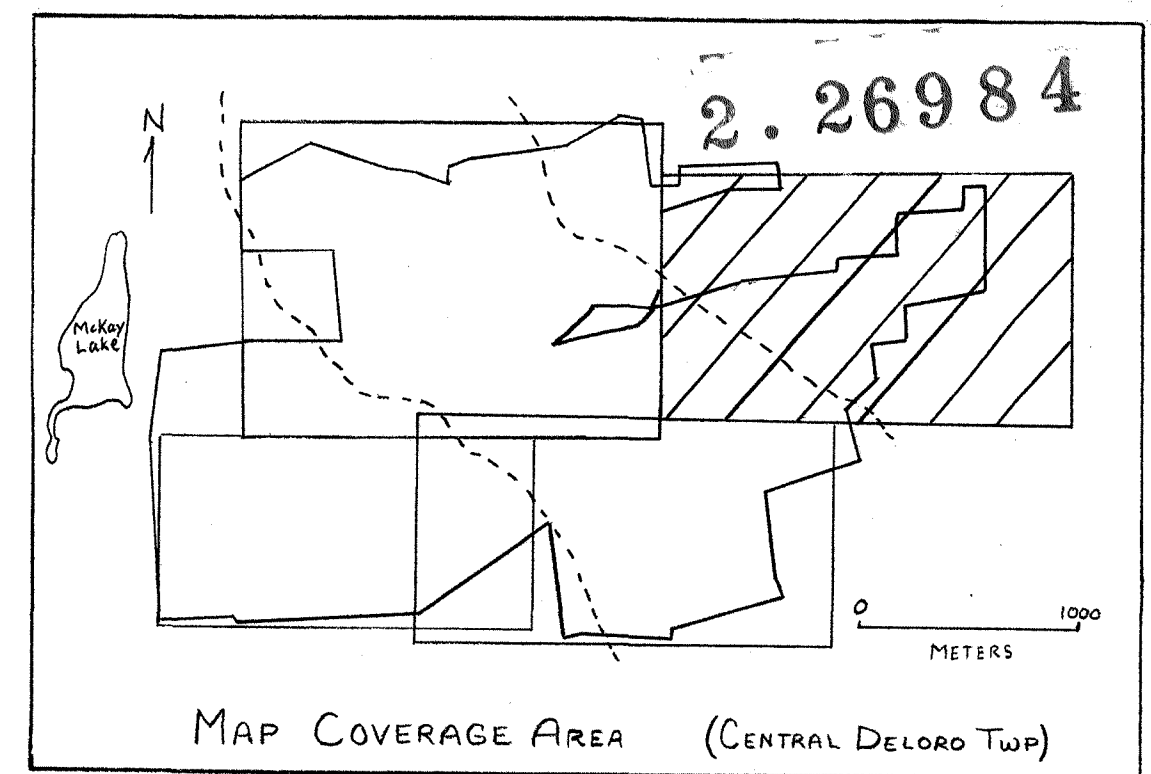 2.26984
N
McKay
Lake
0 1000
METERS
MAP COVERAGE AREA (CENTRAL DELORO TWP)